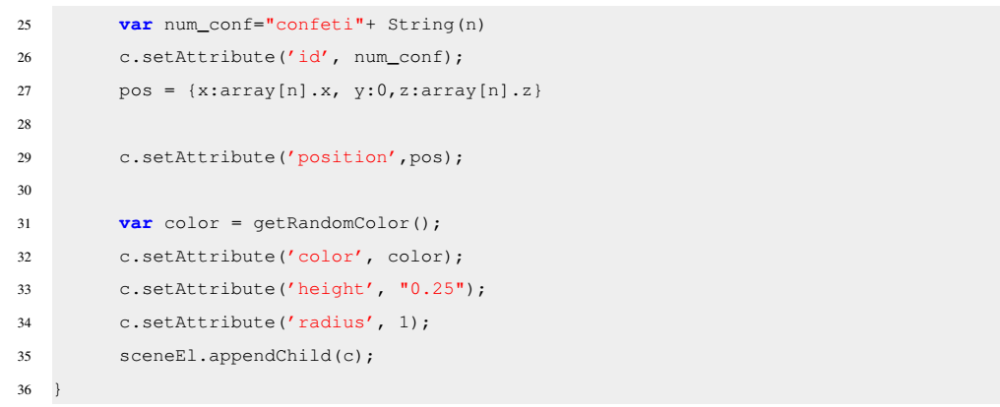 25 var num_conf="confeti"+ String(n)
26 c.setAttribute('id', num_conf);
27 pos = {x:array[n].x, y:0,z:array[n].z}
28
29 c.setAttribute('position',pos);
30
31 var color = getRandomColor();
32 c.setAttribute('color', color);
33 c.setAttribute('height', "0.25");
34 c.setAttribute('radius', 1);
35 sceneEl.appendChild(c);
36 }